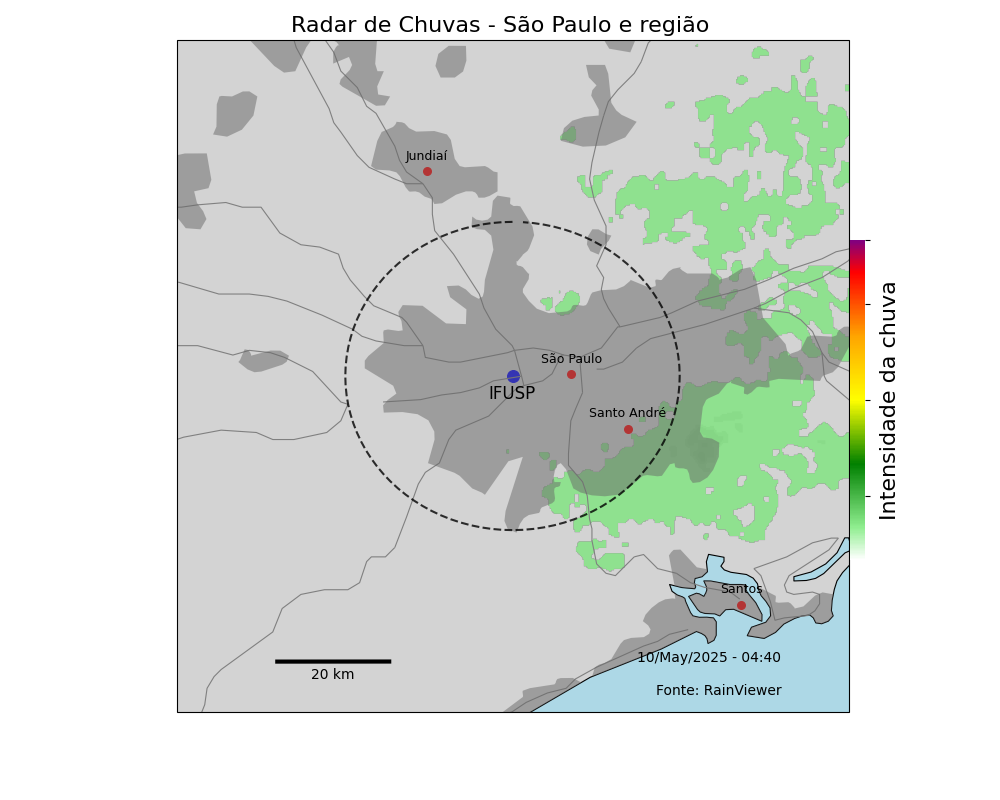 Radar de Chuvas - São Paulo e região
Jundiaí
São Paulo
IFUSP
Santo André
Intensidade da chuva
Santos
10/May/2025 - 04:40
20 km
Fonte: RainViewer